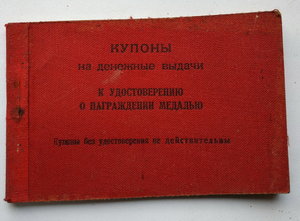 КУПОНЫ
на денежные выдачи
К УДОСТОВЕРЕНИЮ
О НАГРАЖДЕНИИ МЕДАЛЬЮ
Купоны без удостоверения не действительны